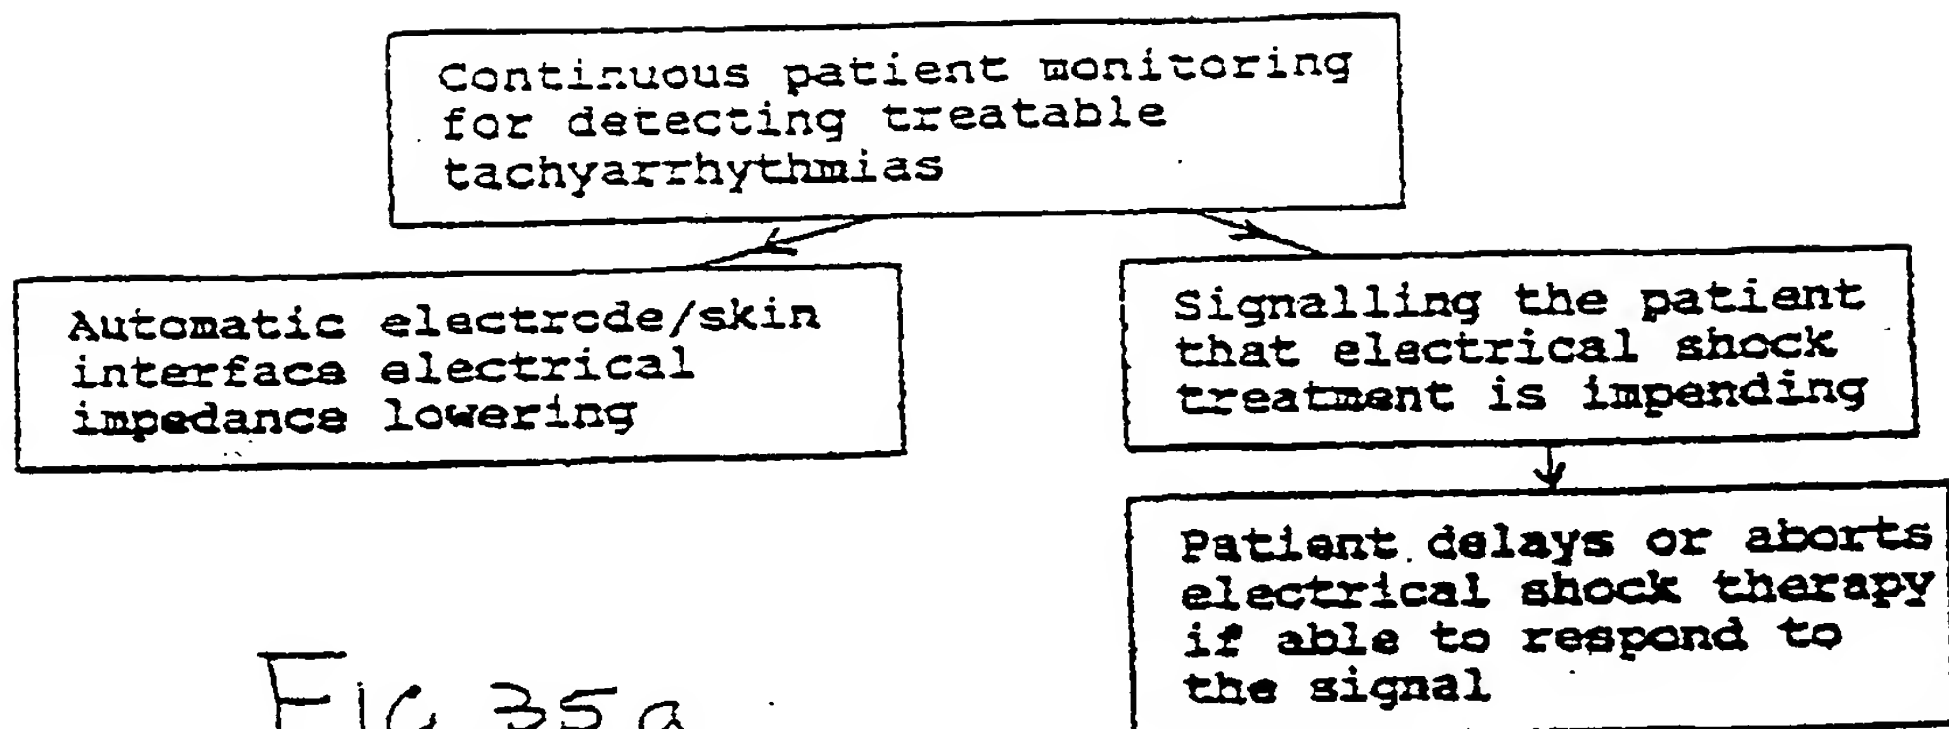 Continuous patient monitoring
for detecting treatable
tachyarrhythmias
Automatic electrode/skin
interface electrical
impedance lowering
Signalling the patient
that electrical shock
treatment is impending
Patient delays or aborts
electrical shock therapy
if able to respond to
the signal
FIG 35a